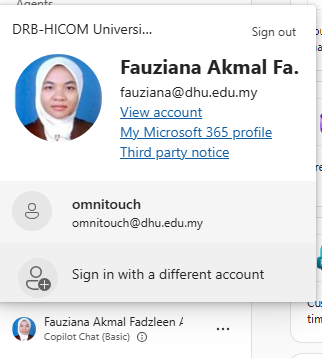 Agents
DRB-HICOM Universi...
Sign out
Fauziana Akmal Fa.
fauziana@dhu.edu.my
View account
My Microsoft 365 profile
Third party notice
omnitouch
omnitouch@dhu.edu.my
Sign in with a different account
Fauziana Akmal Fadzleen
Copilot Chat (Basic)